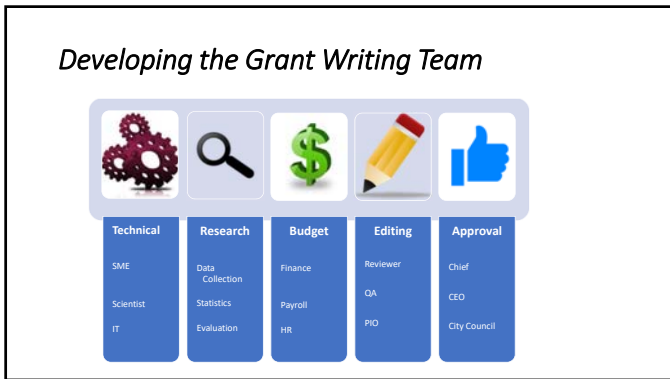 Developing the Grant Writing Team
Technical
SME
Scientist
IT
Research
Data
Collection
Statistics
Evaluation
Budget
Finance
Payroll
HR
Editing
Reviewer
QA
PIO
Approval
Chief
CEO
City Council